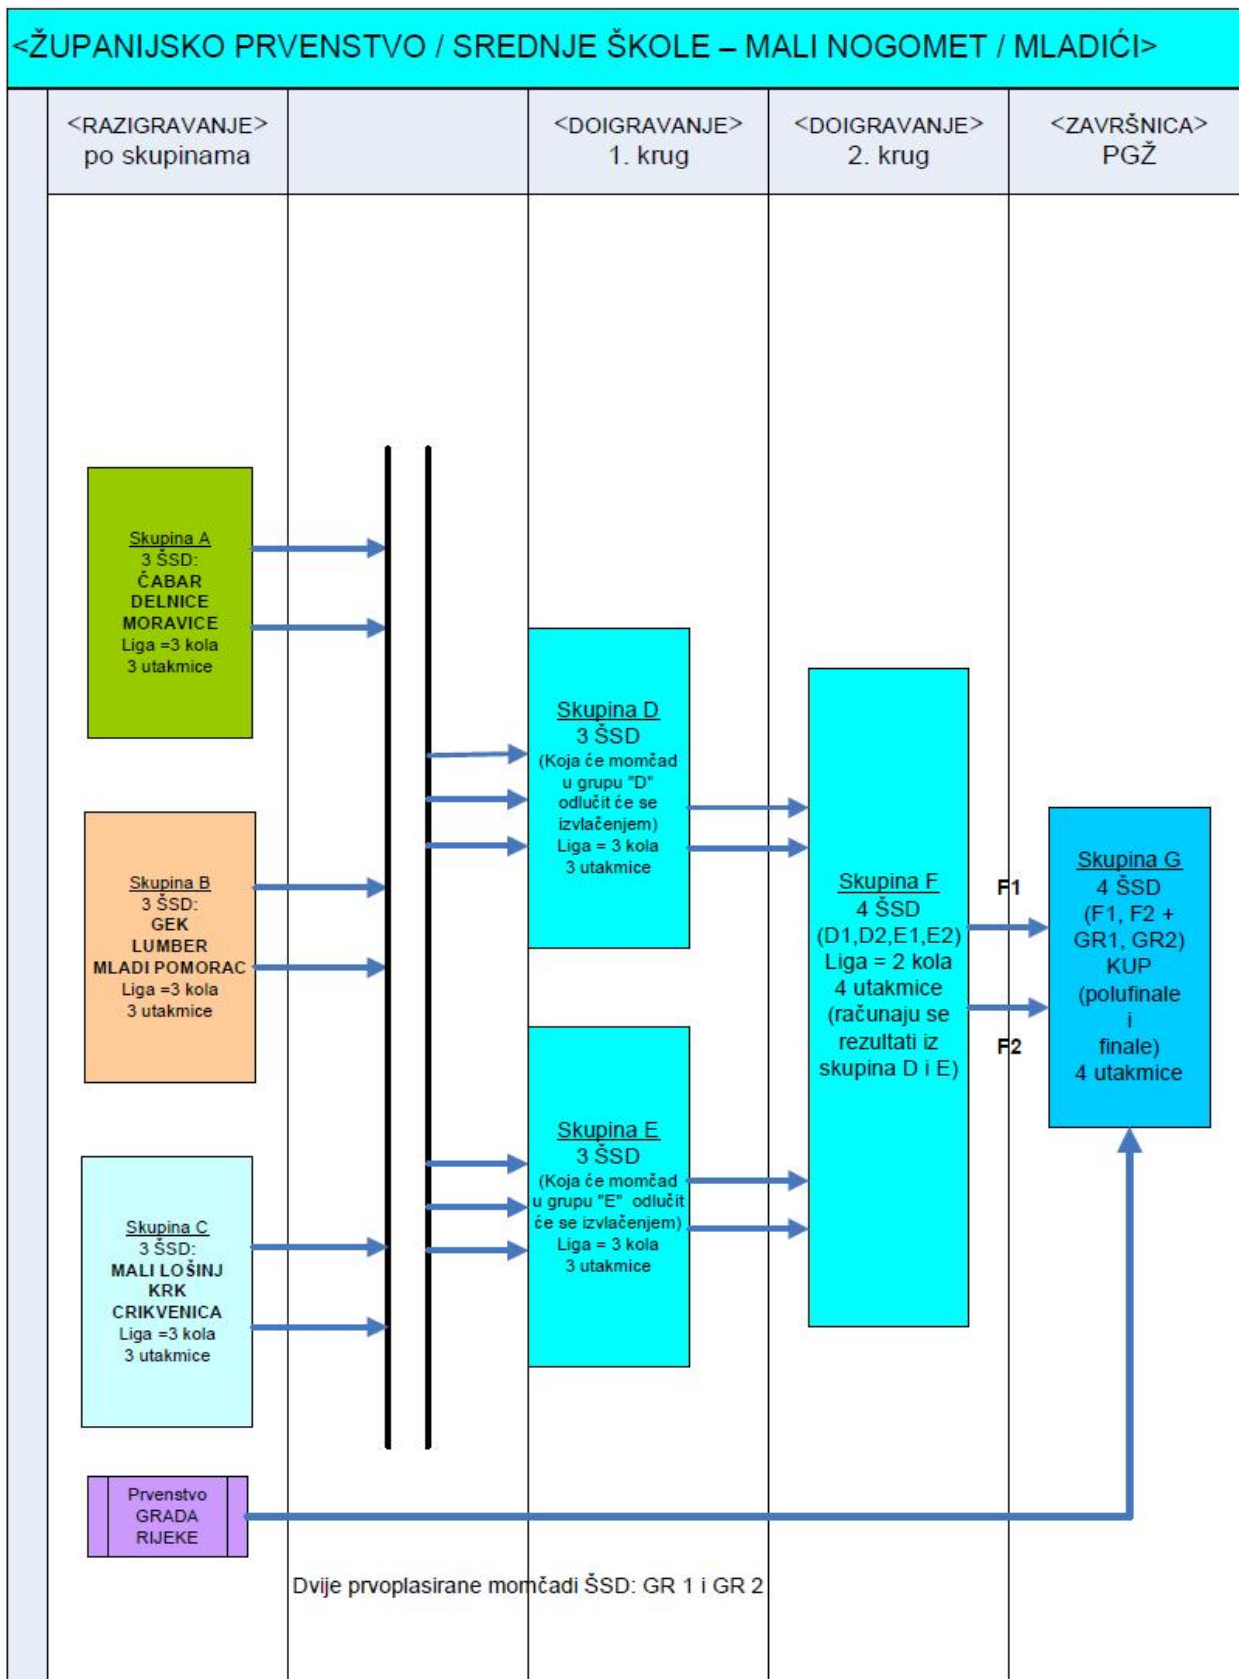 <ŽUPANIJSKO PRVENSTVO / SREDNJE ŠKOLE – MALI NOGOMET / MLADIĆI>
<RAZIGRAVANJE>
po skupinama
<DOIGRAVANJE>
1. krug
<DOIGRAVANJE>
2. krug
<ZAVRŠNICA>
PGŽ
Skupina A
3 ŠSD:
ČABAR
DELNICE
MORAVICE
Liga =3 kola
3 utakmice
Skupina B
3 ŠSD:
GEK
LUMBER
MLADI POMORAC
Liga =3 kola
3 utakmice
Skupina C
3 ŠSD:
MALI LOŠINJ
KRK
CRIKVENICA
Liga =3 kola
3 utakmice
Prvenstvo
GRADA
RIJEKE
Skupina D
3 ŠSD
(Koja će momčad
u grupu "D"
odlučit će se
izvlačenjem)
Liga = 3 kola
3 utakmice
Skupina E
3 ŠSD
(Koja će momčad
u grupu "E" odlučit
će se izvlačenjem)
Liga = 3 kola
3 utakmice
Skupina F
4 ŠSD
(D1,D2,E1,E2)
Liga = 2 kola
4 utakmice
(računaju se
rezultati iz
skupina D i E)
F1
F2
Skupina G
4 ŠSD
(F1, F2 +
GR1, GR2)
KUP
(polufinale
i
finale)
4 utakmice
Dvije prvoplasirane momčadi ŠSD: GR 1 i GR 2